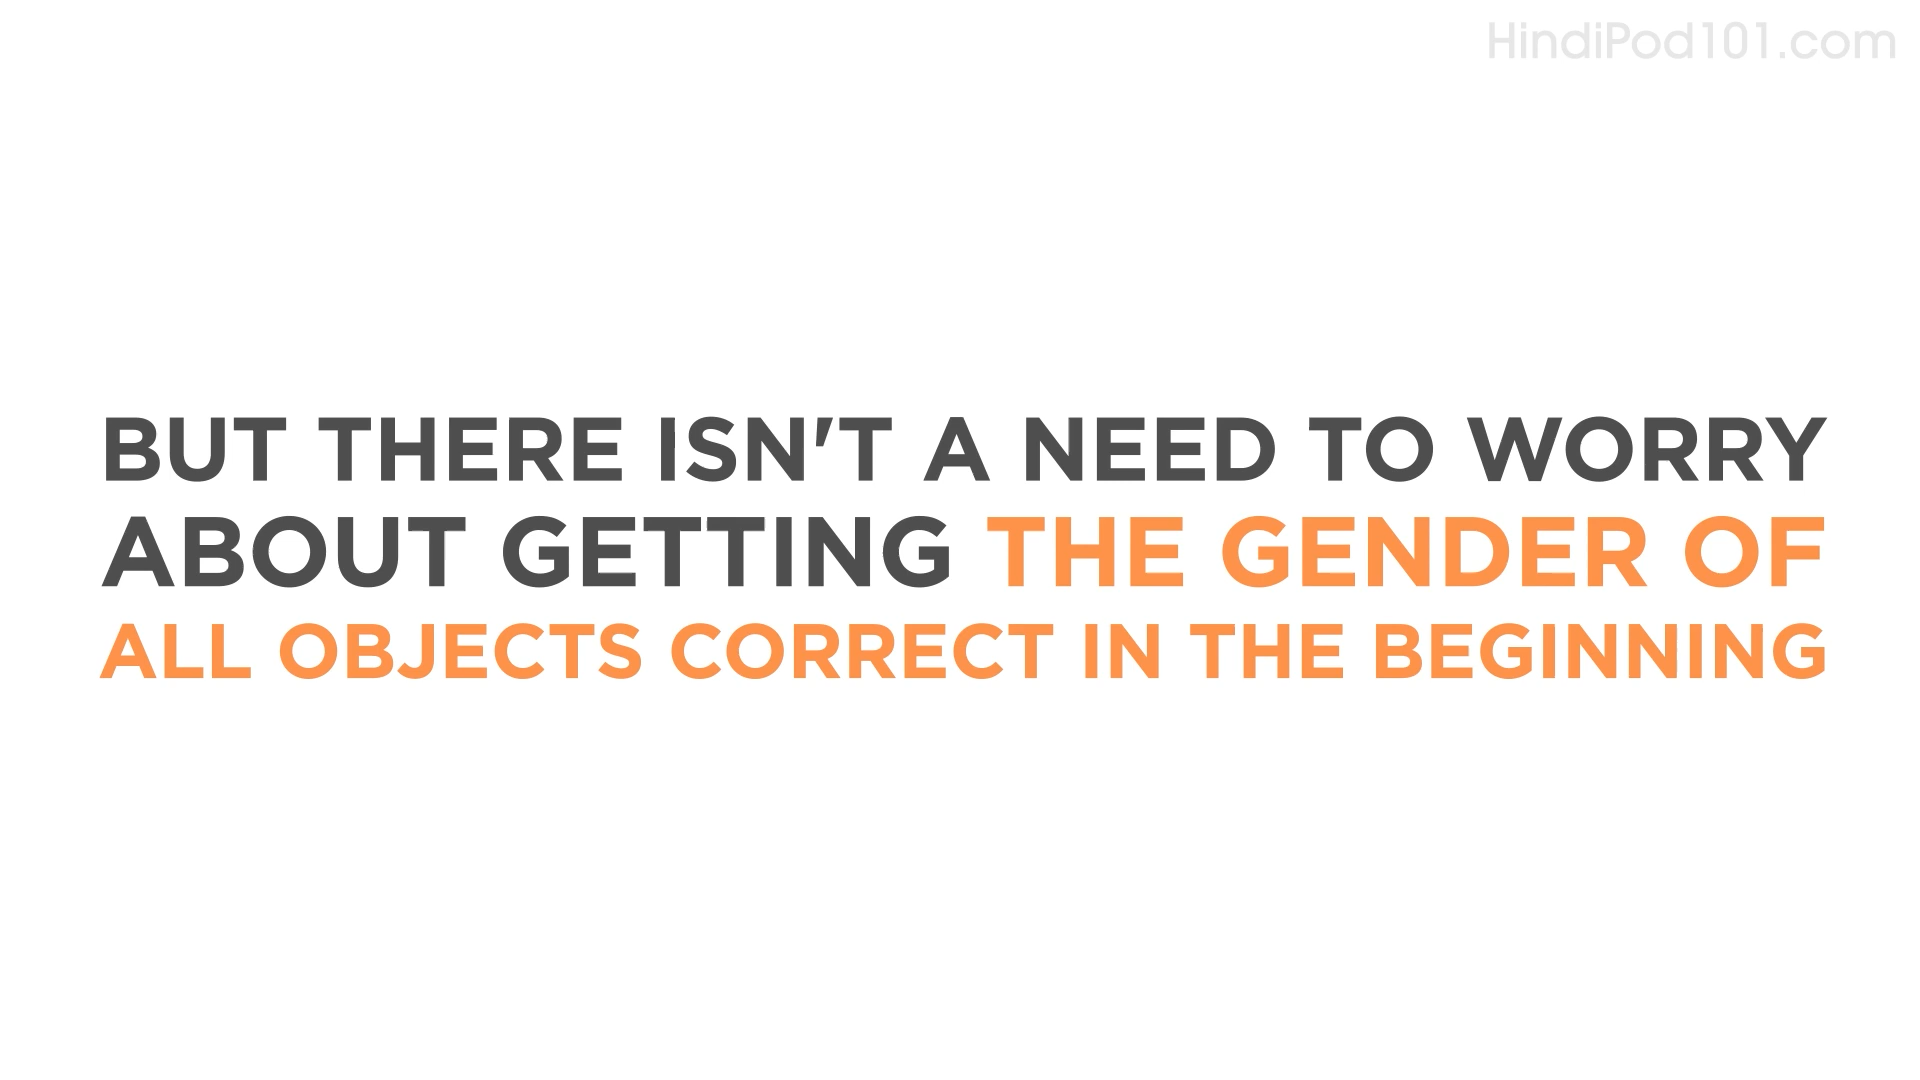 HindiPod101.com
BUT THERE ISN'T A NEED TO WORRY
ABOUT GETTING THE GENDER OF
ALL OBJECTS CORRECT IN THE BEGINNING